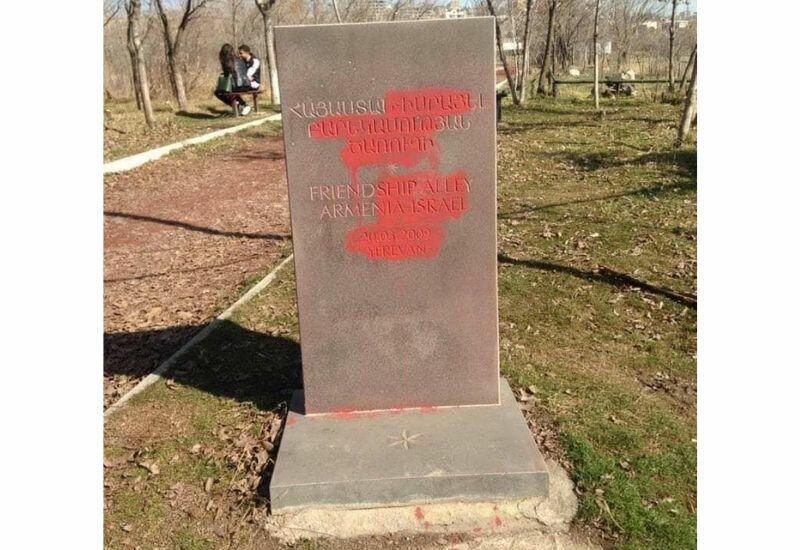 ՀԱՅԱՍՏԱՆ-ԻՍՐԱՅԵԼ
ԲԱՐԵԿԱՄՈՒԹՅԱՆ
ԾԱՌՈՒՂԻ
FRIENDSHIP ALLEY
ARMENIA-ISRAEL
YEREVAN